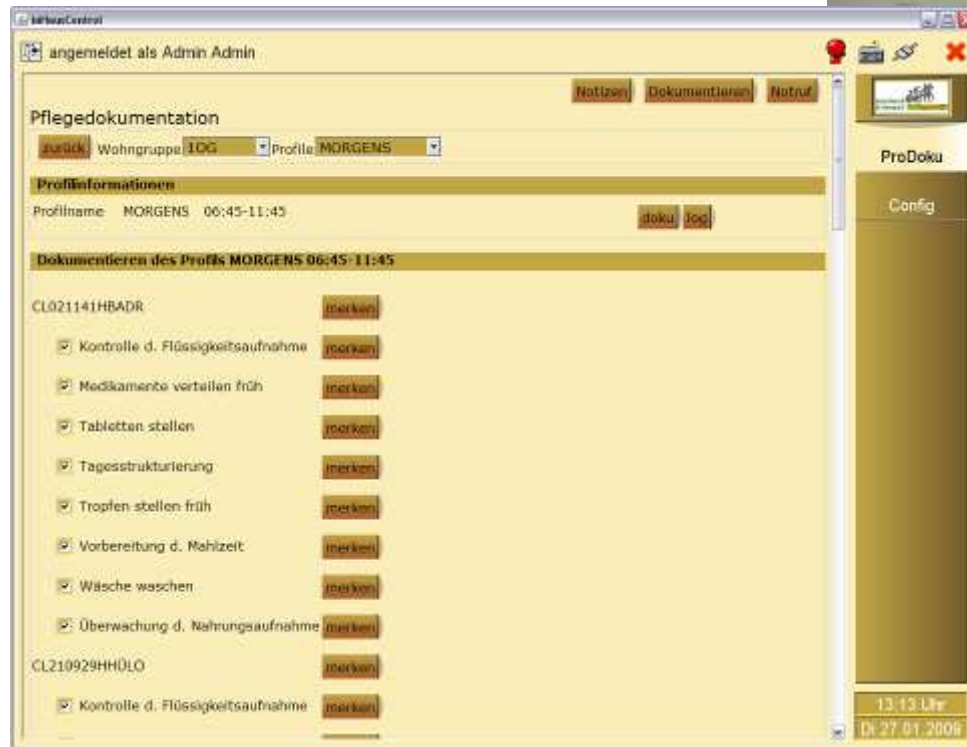 inHausControl
angemeldet als Admin Admin
Notizen Dokumentieren Notruf
Pflegedokumentation
zurück Wohngruppe 1OG Profile MORGENS
Profilinformationen
Profilname MORGENS 06:45-11:45 doku log
Dokumentieren des Profils MORGENS 06:45-11:45
CL021141HBADR merken
Kontrolle d. Flüssigkeitsaufnahme merken
Medikamente verteilen früh merken
Tabletten stellen merken
Tagesstrukturierung merken
Tropfen stellen früh merken
Vorbereitung d. Mahlzeit merken
Wäsche waschen merken
Überwachung d. Nahrungsaufnahme merken
CL210929HHÜLO merken
Kontrolle d. Flüssigkeitsaufnahme merken
ProDoku
Config
13:13 Uhr
Di 27.01.2009